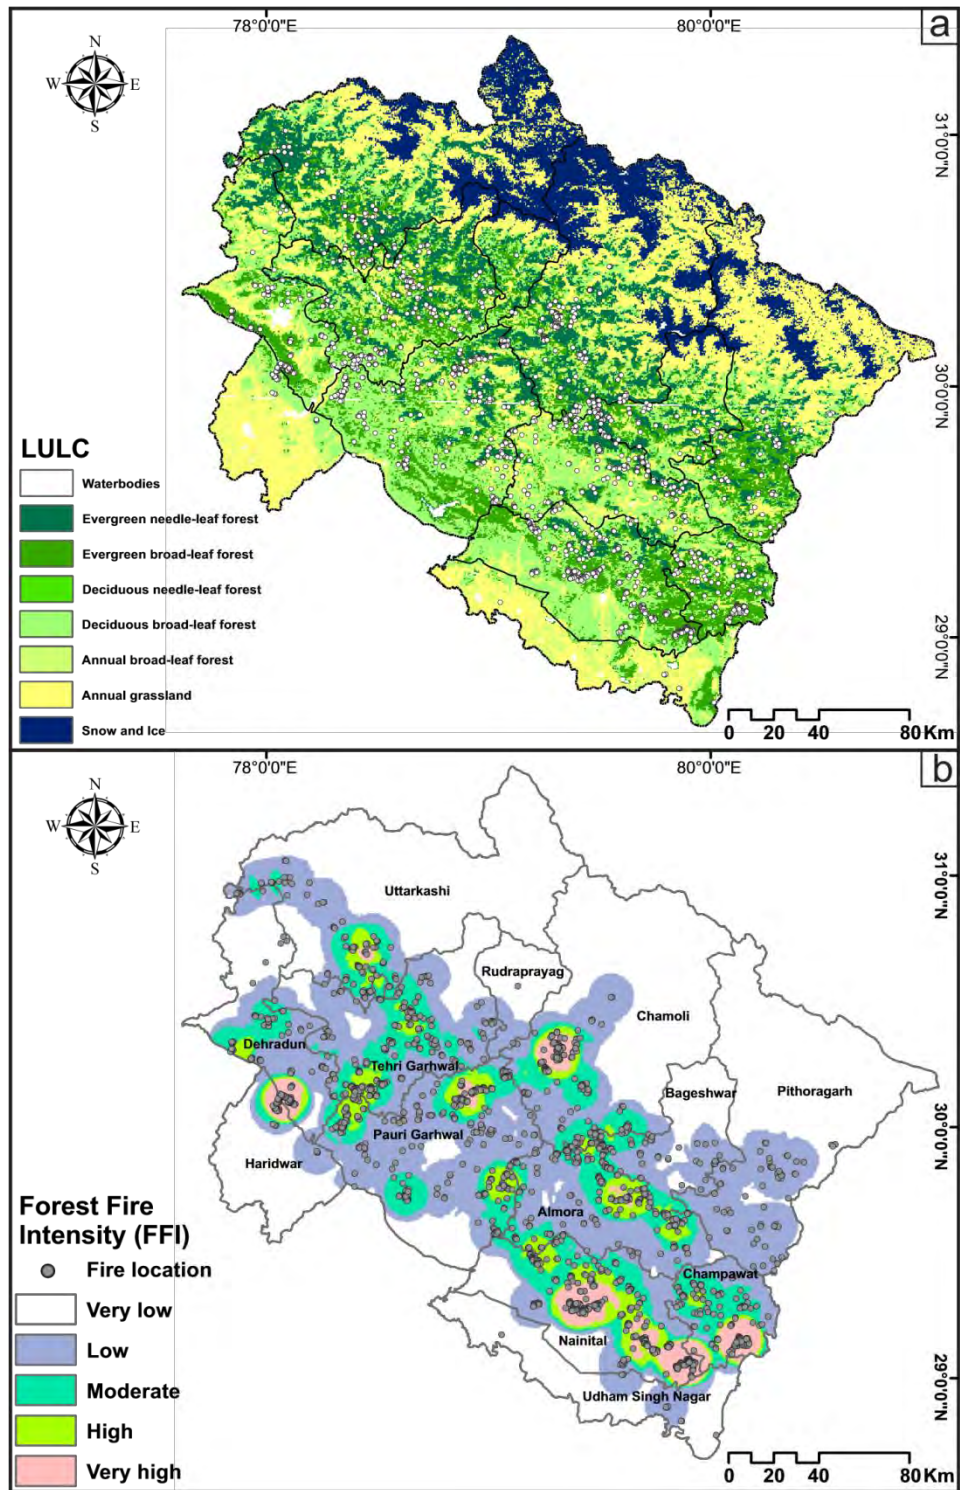 78°0'0"E
80°0'0"E
a
N
W
E
S
31°0'0"N
30°0'0"N
29°0'0"N
LULC
Waterbodies
Evergreen needle-leaf forest
Evergreen broad-leaf forest
Deciduous needle-leaf forest
Deciduous broad-leaf forest
Annual broad-leaf forest
Annual grassland
Snow and Ice
0 20 40 80 Km
78°0'0"E
80°0'0"E
b
N
W
E
S
31°0'0"N
30°0'0"N
29°0'0"N
Uttarkashi
Rudraprayag
Chamoli
Dehradun
Tehri Garhwal
Bageshwar
Pithoragarh
Pauri Garhwal
Haridwar
Almora
Champawat
Nainital
Udham Singh Nagar
Forest Fire
Intensity (FFI)
Fire location
Very low
Low
Moderate
High
Very high
0 20 40 80 Km